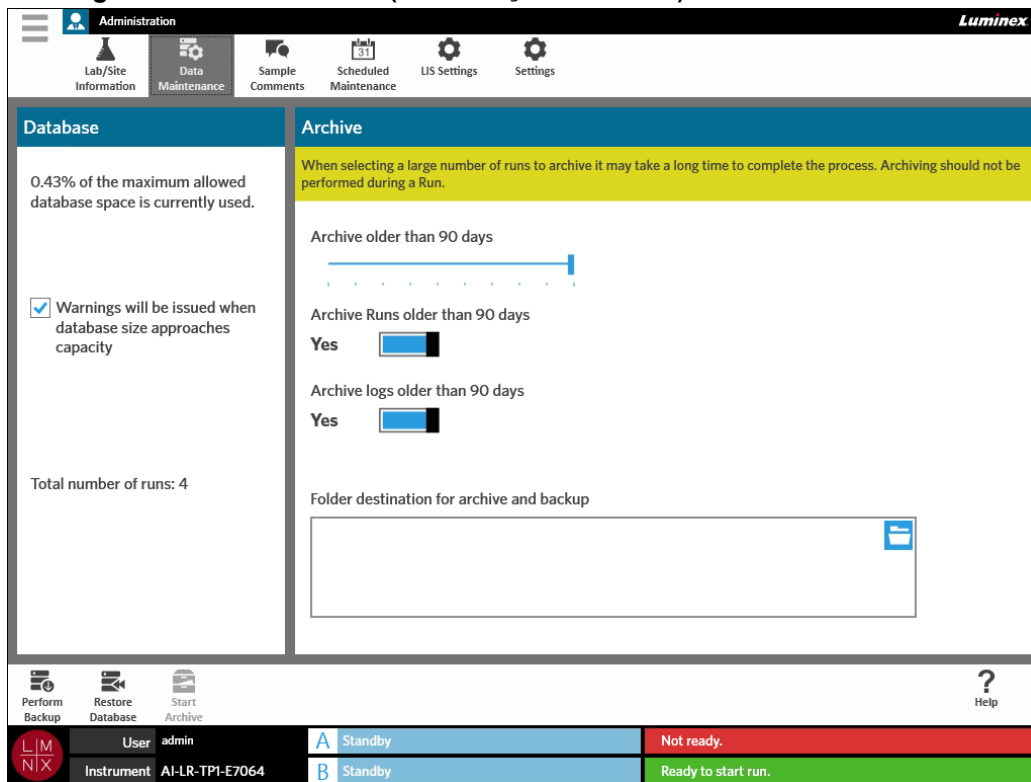 Administration
Luminex
Lab/Site
Information
Data
Maintenance
Sample
Comments
31
Scheduled
Maintenance
LIS Settings
Settings
Database
0.43% of the maximum allowed
database space is currently used.
Warnings will be issued when
database size approaches
capacity
Total number of runs: 4
Archive
When selecting a large number of runs to archive it may take a long time to complete the process. Archiving should not be
performed during a Run.
Archive older than 90 days
Archive Runs older than 90 days
Yes
Archive logs older than 90 days
Yes
Folder destination for archive and backup
Perform
Backup
Restore
Database
Start
Archive
?
Help
L M
N X
User admin
Instrument AI-LR-TP1-E7064
A Standby
B Standby
Not ready.
Ready to start run.